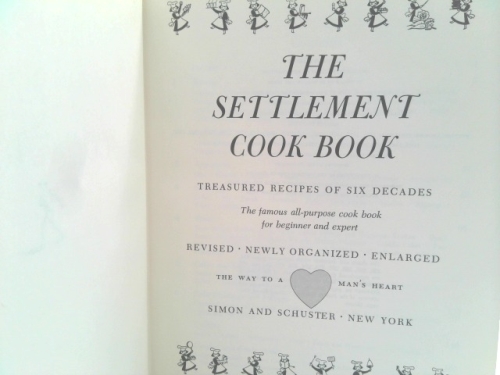 THE
SETTLEMENT
COOK BOOK
TREASURED RECIPES OF SIX DECADES
The famous all-purpose cook book
for beginner and expert
REVISED · NEWLY ORGANIZED · ENLARGED
THE WAY TO A MAN'S HEART
SIMON AND SCHUSTER · NEW YORK